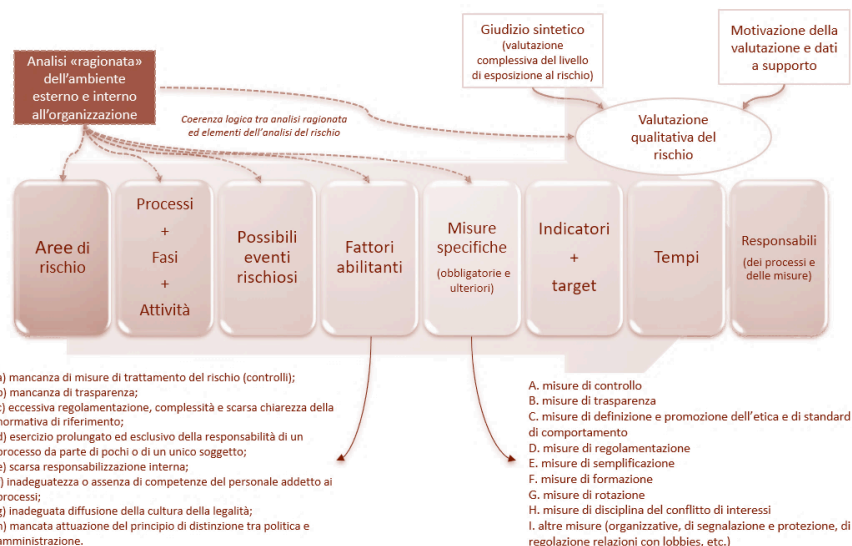 Analisi «ragionata»
dell'ambiente
esterno e interno
all'organizzazione
Giudizio sintetico
(valutazione
complessiva del livello
di esposizione al rischio)
Motivazione della
valutazione e dati
a supporto
Coerenza logica tra analisi ragionata
ed elementi dell'analisi del rischio
Valutazione
qualitativa del
rischio
Aree di
rischio
Processi
+
Fasi
+
Attività
Possibili
eventi
rischiosi
Fattori
abilitanti
Misure
specifiche
(obbligatorie e
ulteriori)
Indicatori
+
target
Tempi
Responsabili
(dei processi e
delle misure)
a) mancanza di misure di trattamento del rischio (controlli);
b) mancanza di trasparenza;
c) eccessiva regolamentazione, complessità e scarsa chiarezza della
normativa di riferimento;
d) esercizio prolungato ed esclusivo della responsabilità di un
processo da parte di pochi o di un unico soggetto;
e) scarsa responsabilizzazione interna;
f) inadeguatezza o assenza di competenze del personale addetto ai
processi;
g) inadeguata diffusione della cultura della legalità;
h) mancata attuazione del principio di distinzione tra politica e
amministrazione.
A. misure di controllo
B. misure di trasparenza
C. misure di definizione e promozione dell'etica e di standard
di comportamento
D. misure di regolamentazione
E. misure di semplificazione
F. misure di formazione
G. misure di rotazione
H. misure di disciplina del conflitto di interessi
I. altre misure (organizzative, di segnalazione e protezione, di
regolazione relazioni con lobbies, etc.)